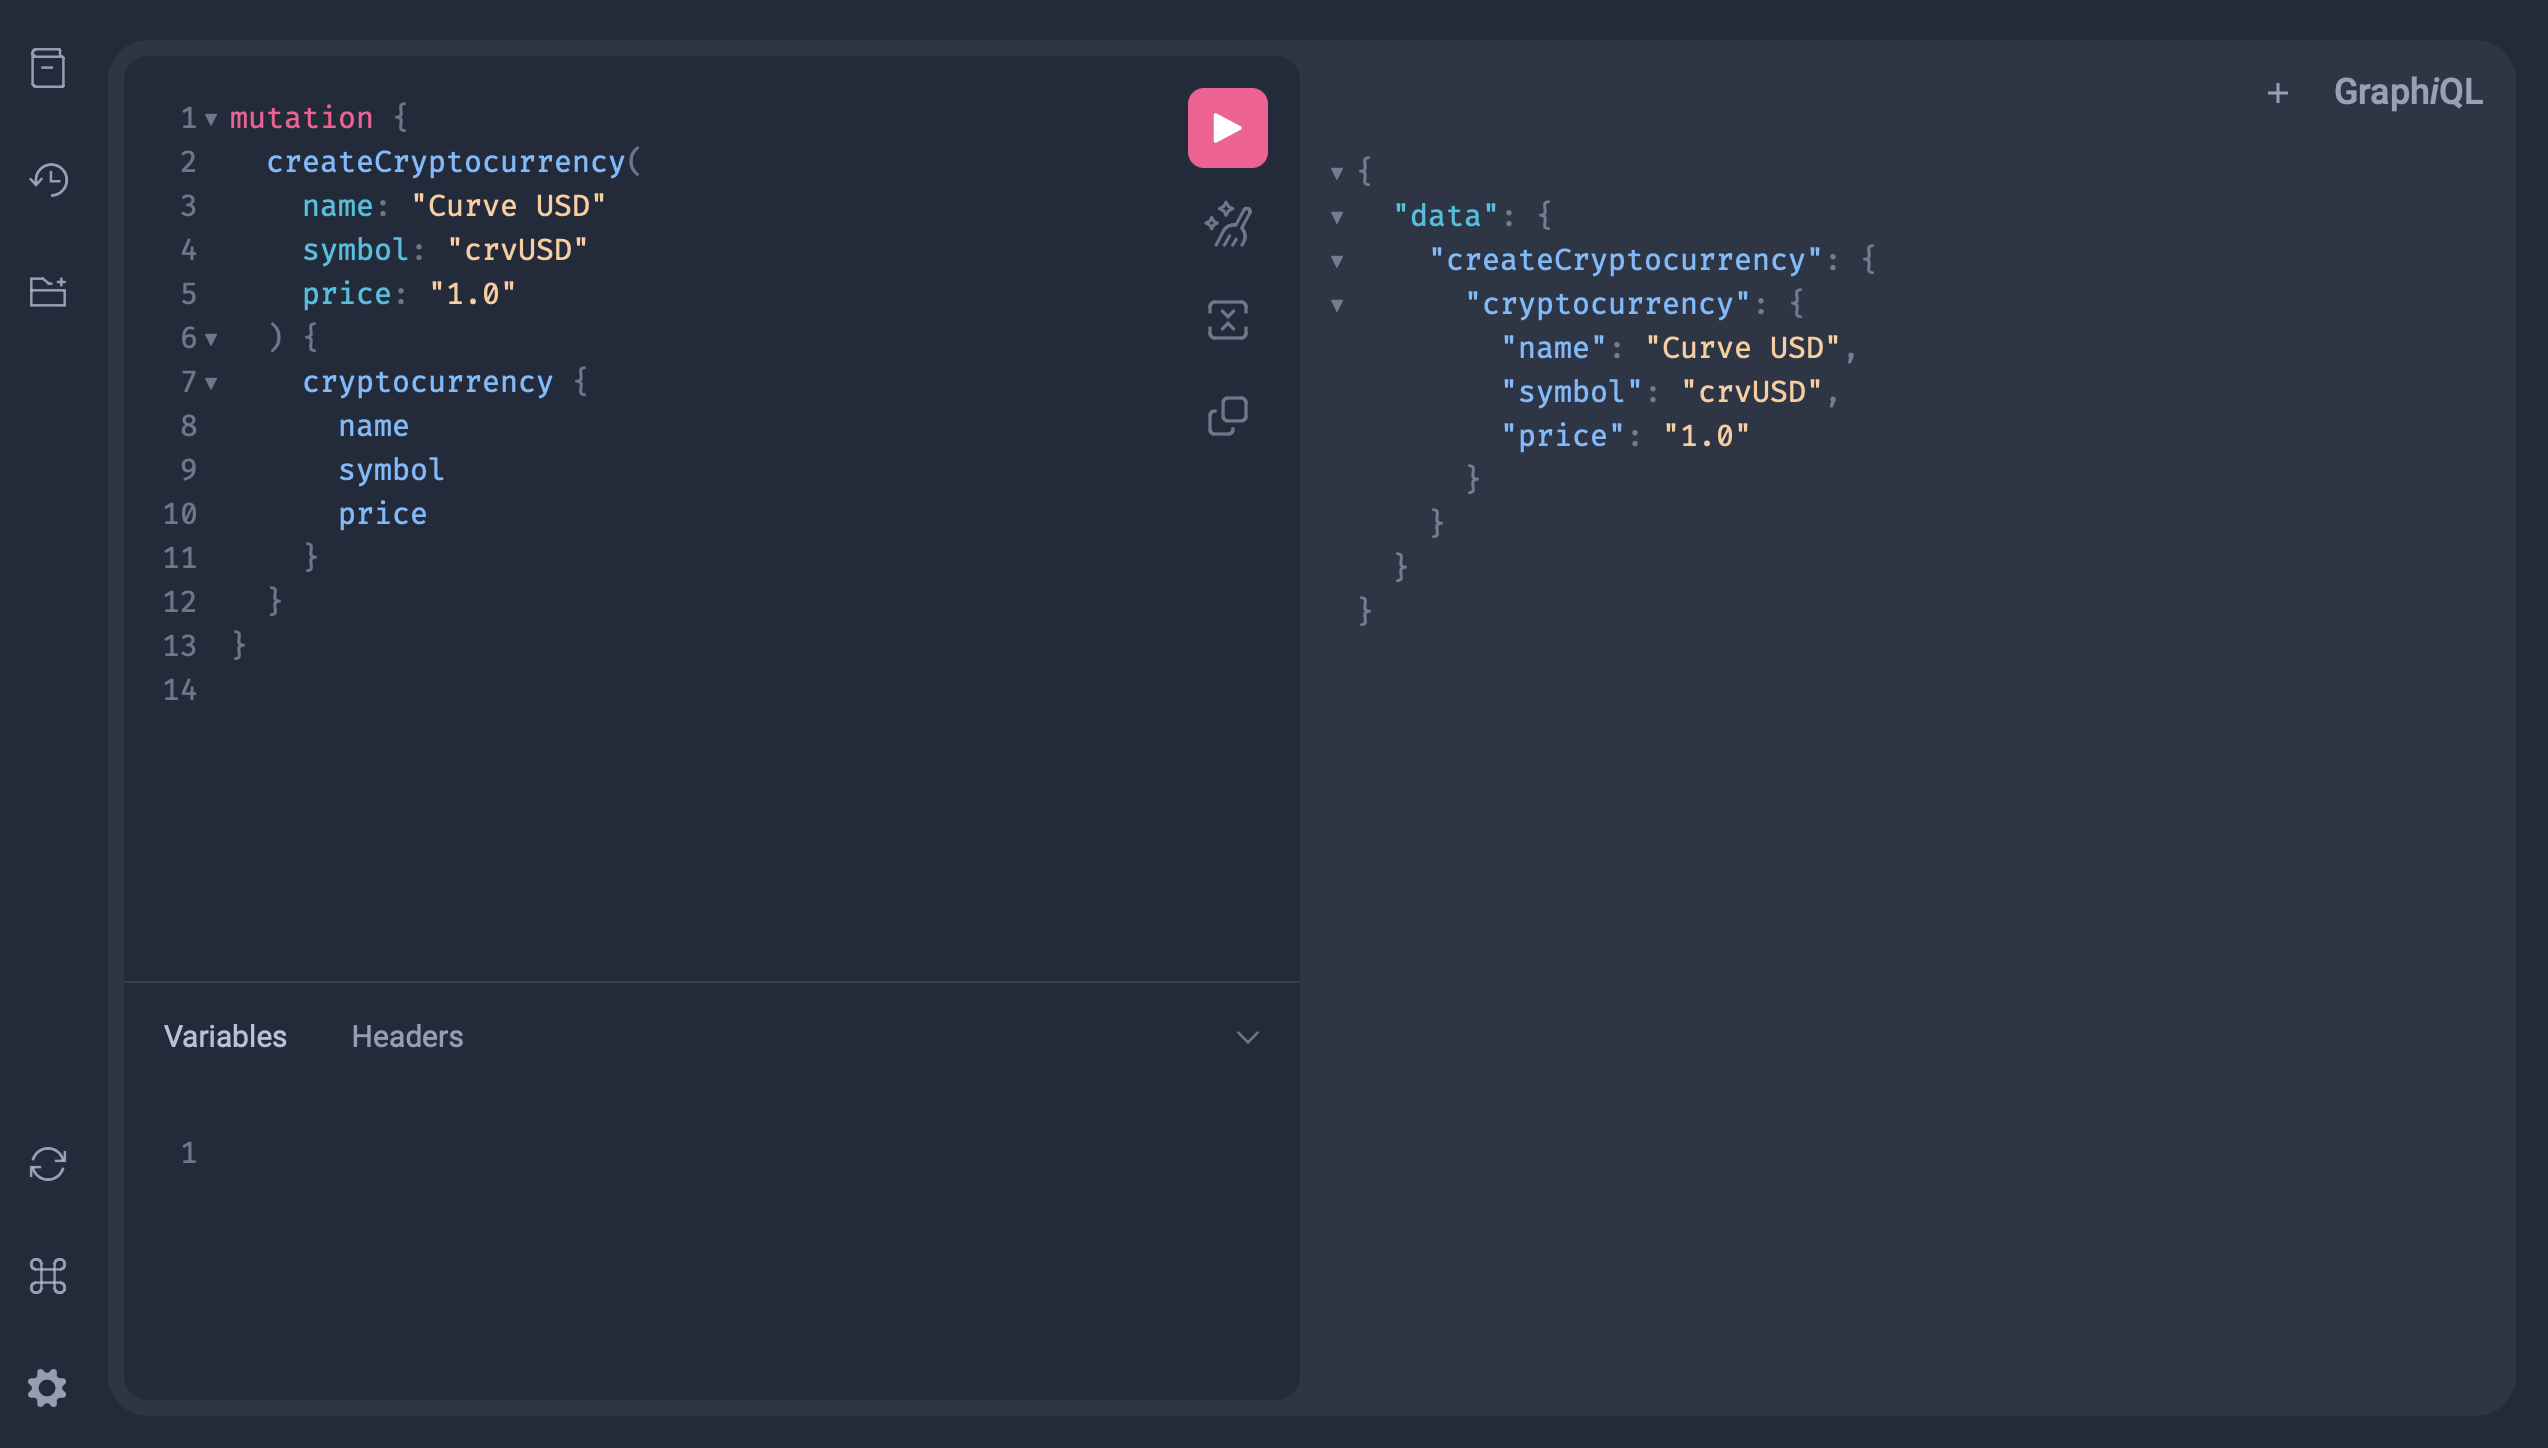 1 mutation {
2 createCryptocurrency(
3 name: "Curve USD"
4 symbol: "crvUSD"
5 price: "1.0"
6 ) {
7 cryptocurrency {
8 name
9 symbol
10 price
11 }
12 }
13 }
14
Variables Headers
1
+ GraphiQL
{
"data": {
"createCryptocurrency": {
"cryptocurrency": {
"name": "Curve USD",
"symbol": "crvUSD",
"price": "1.0"
}
}
}
}